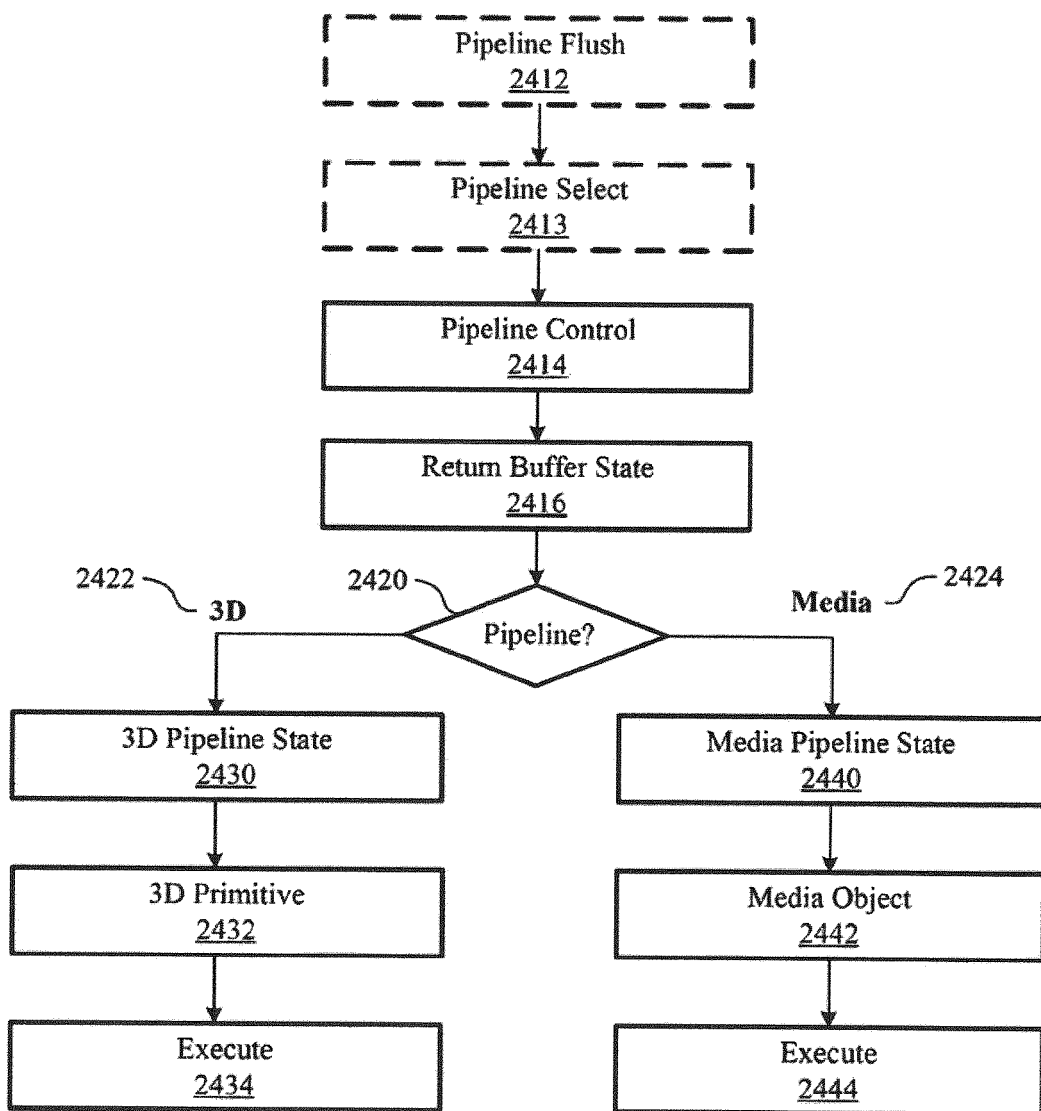 Pipeline Flush
2412
Pipeline Select
2413
Pipeline Control
2414
Return Buffer State
2416
2422
2420
2424
3D
Media
Pipeline?
3D Pipeline State
2430
Media Pipeline State
2440
3D Primitive
2432
Media Object
2442
Execute
2434
Execute
2444